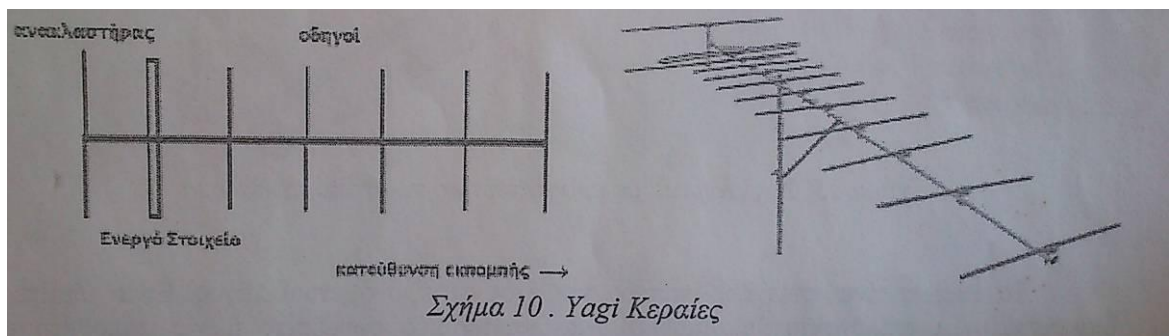 ανακλαστήρας
οδηγοί
Ενεργό Στοιχείο
κατεύθυνση εκπομπής →
Σχήμα 10 . Yagi Κεραίες